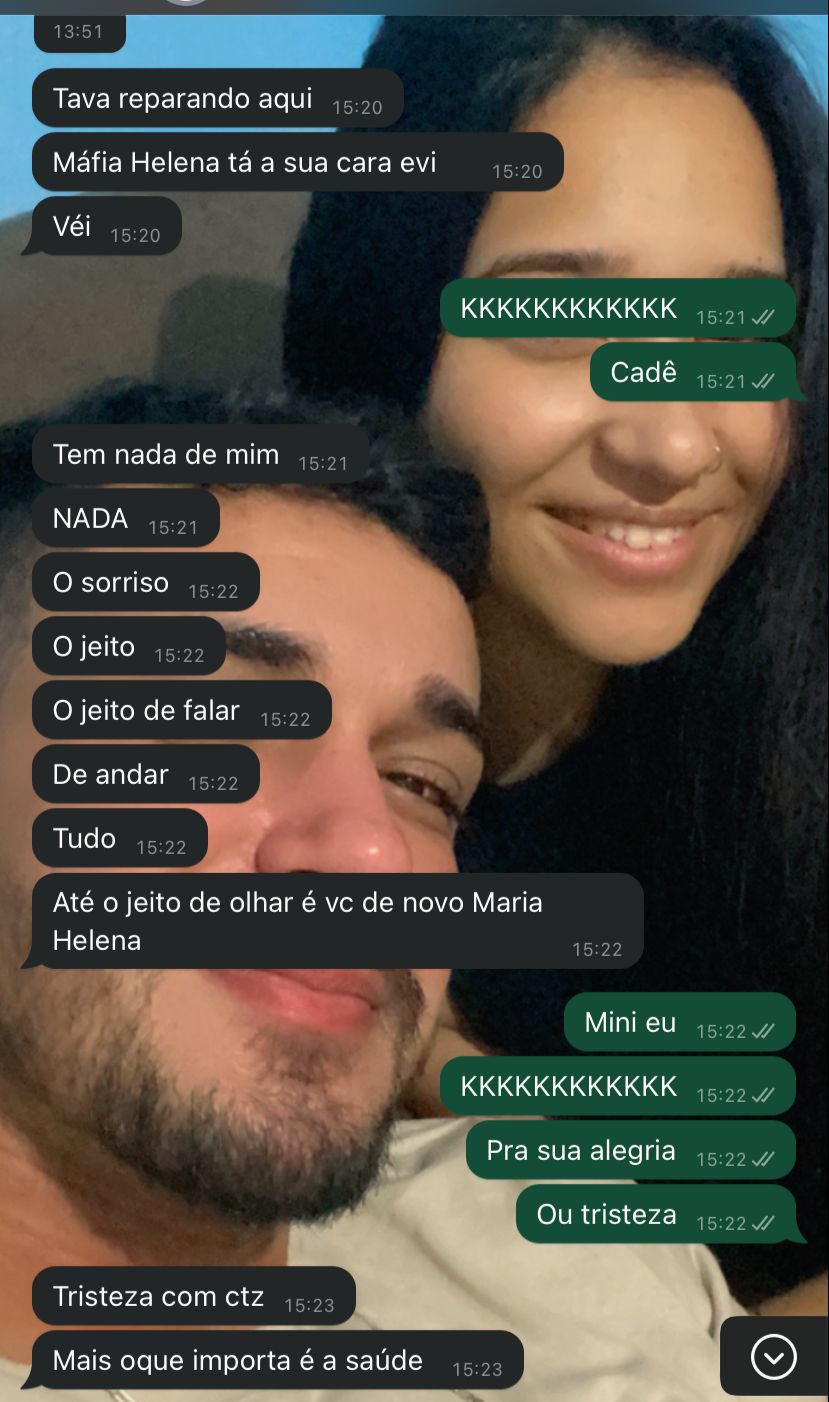 13:51
Tava reparando aqui 15:20
Máfia Helena tá a sua cara evi 15:20
Véi 15:20
KKKKKKKKKKKK 15:21
Cadê 15:21
Tem nada de mim 15:21
NADA 15:21
O sorriso 15:22
O jeito 15:22
O jeito de falar 15:22
De andar 15:22
Tudo 15:22
Até o jeito de olhar é vc de novo Maria
Helena 15:22
Mini eu 15:22
KKKKKKKKKKKK 15:22
Pra sua alegria 15:22
Ou tristeza 15:22
Tristeza com ctz 15:23
Mais oque importa é a saúde 15:23